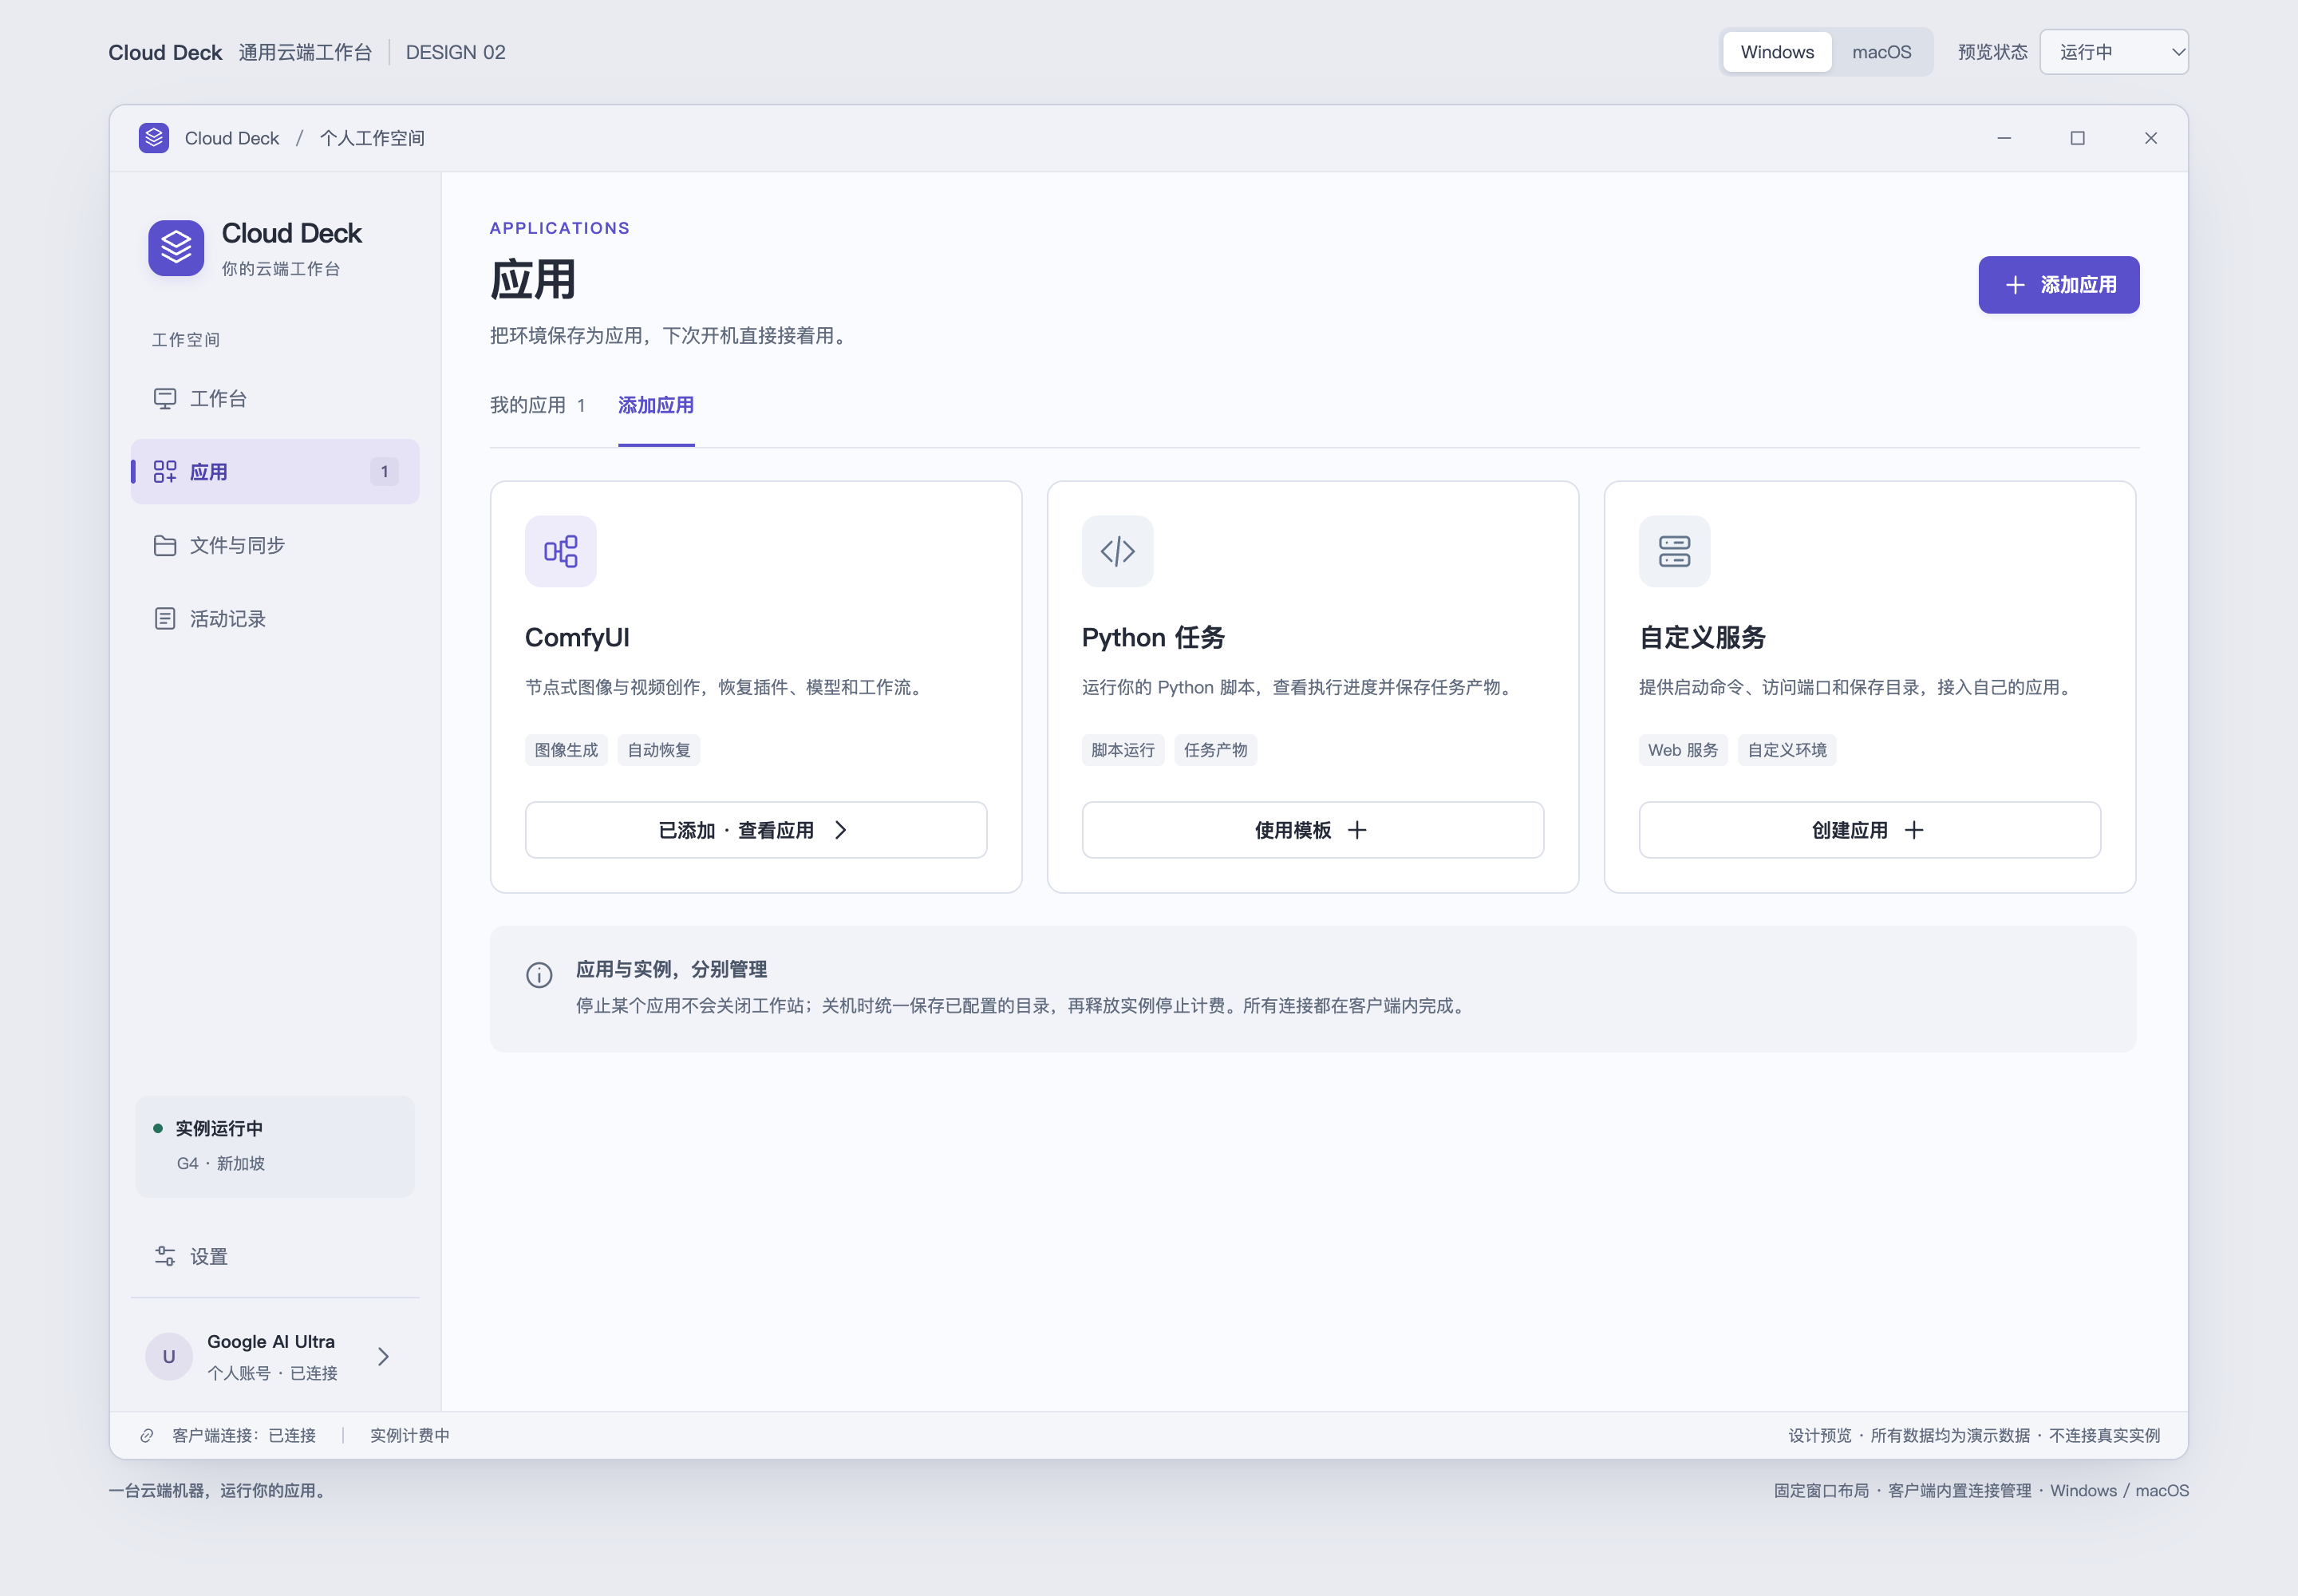 Cloud Deck 通用云端工作台 DESIGN 02
Windows macOS 预览状态 运行中
Cloud Deck / 个人工作空间
Cloud Deck
你的云端工作台
工作空间
工作台
应用 1
文件与同步
活动记录
实例运行中
G4 · 新加坡
设置
U
Google AI Ultra
个人账号 · 已连接
APPLICATIONS
应用
把环境保存为应用，下次开机直接接着用。
添加应用
我的应用 1 添加应用
ComfyUI
节点式图像与视频创作，恢复插件、模型和工作流。
图像生成 自动恢复
已添加 · 查看应用
Python 任务
运行你的 Python 脚本，查看执行进度并保存任务产物。
脚本运行 任务产物
使用模板
自定义服务
提供启动命令、访问端口和保存目录，接入自己的应用。
Web 服务 自定义环境
创建应用
应用与实例，分别管理
停止某个应用不会关闭工作站；关机时统一保存已配置的目录，再释放实例停止计费。所有连接都在客户端内完成。
客户端连接：已连接 实例计费中
设计预览 · 所有数据均为演示数据 · 不连接真实实例
一台云端机器，运行你的应用。
固定窗口布局 · 客户端内置连接管理 · Windows / macOS